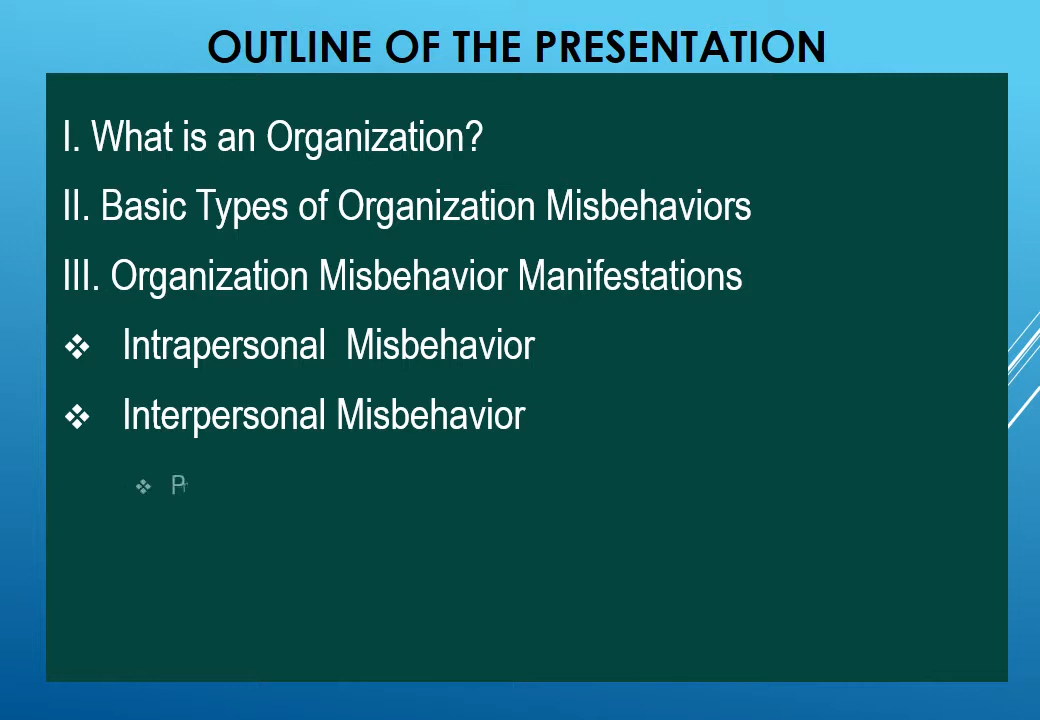 OUTLINE OF THE PRESENTATION
I. What is an Organization?
II. Basic Types of Organization Misbehaviors
III. Organization Misbehavior Manifestations
❖ Intrapersonal Misbehavior
❖ Interpersonal Misbehavior